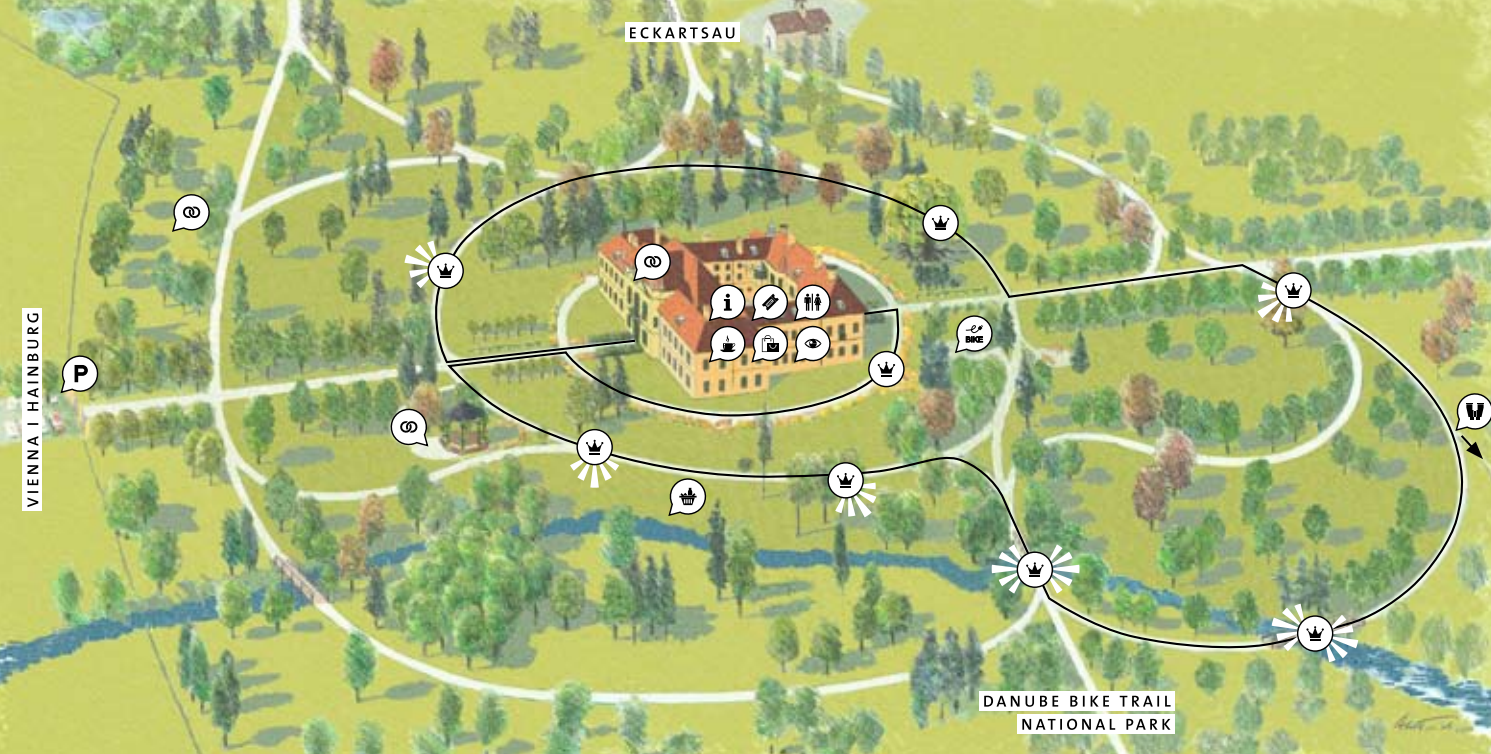 ECKARTSAU
VIENNA I HAINBURG
P
i
e
BIKE
DANUBE BIKE TRAIL
NATIONAL PARK